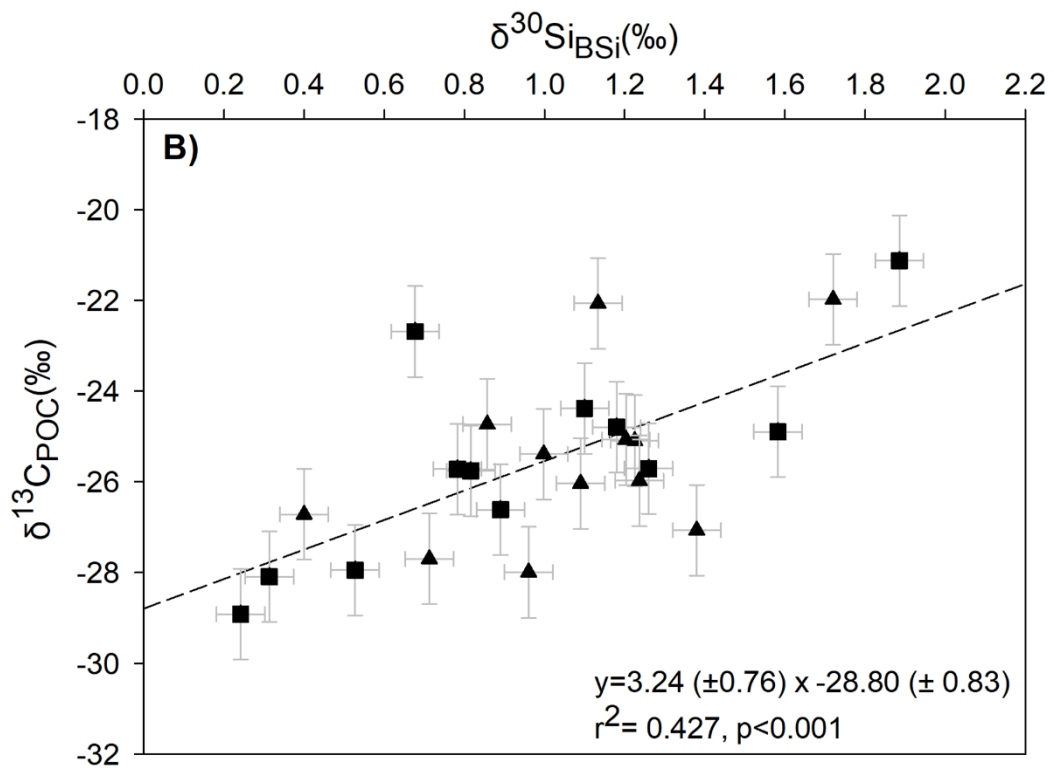 δ30SiBSi(‰)
0.0 0.2 0.4 0.6 0.8 1.0 1.2 1.4 1.6 1.8 2.0 2.2
-18
B)
-20
-22
-24
-26
-28
-30
-32
δ13CPOC(‰)
y=3.24 (±0.76) x -28.80 (± 0.83)
r2= 0.427, p<0.001